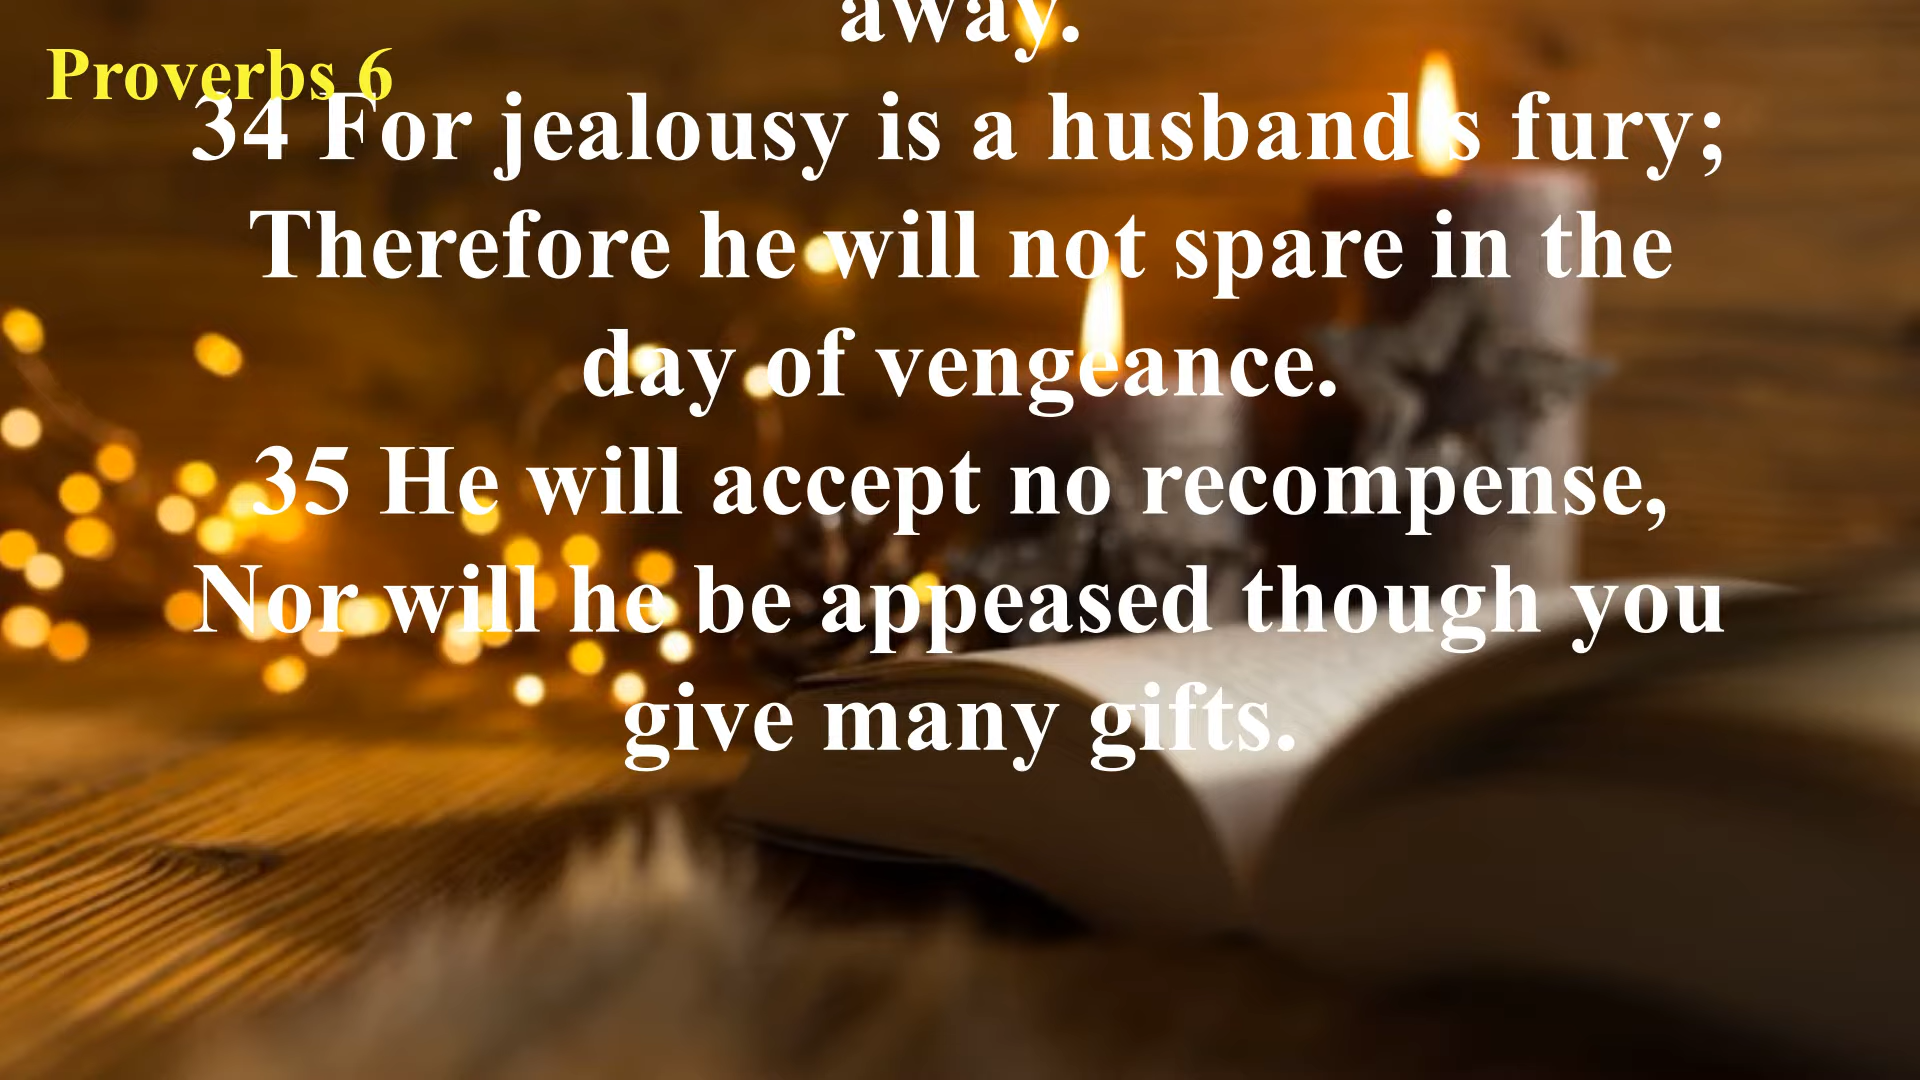 away.
Proverbs 6
34 For jealousy is a husband s fury;
Therefore he will not spare in the
day of vengeance.
35 He will accept no recompense,
Nor will he be appeased though you
give many gifts.